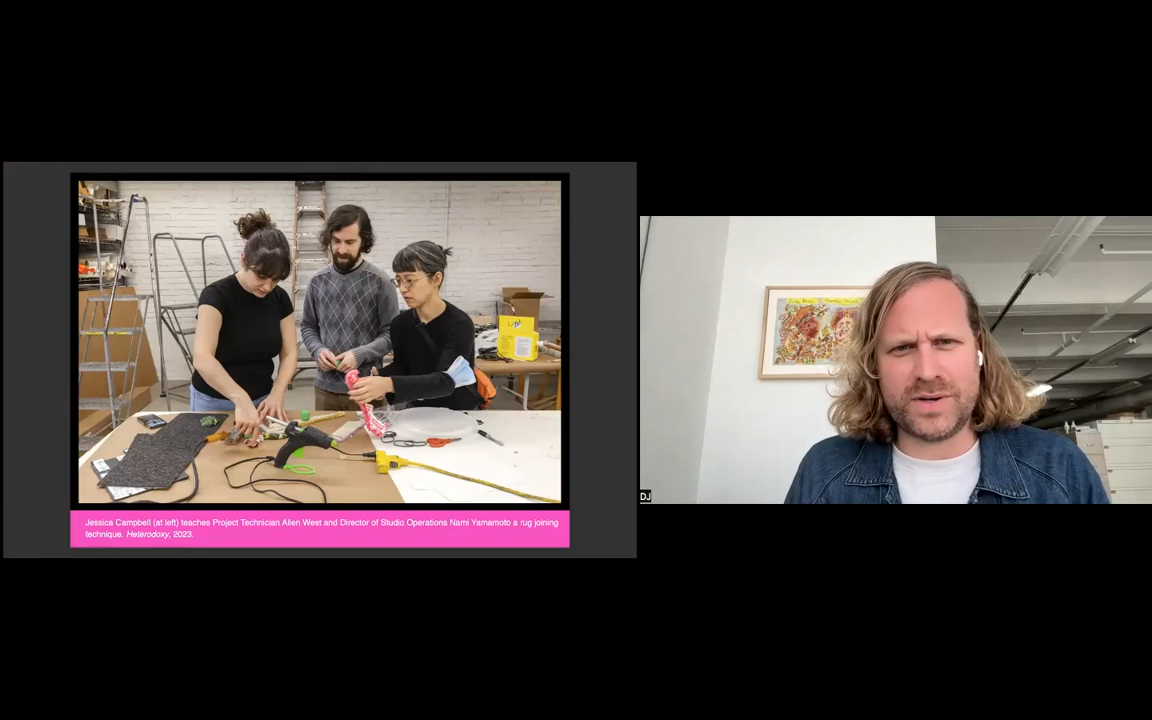 Jessica Campbell (at left) teaches Project Technician Allen West and Director of Studio Operations Nami Yamamoto a rug joining
technique. Heterodoxy, 2023.
DJ